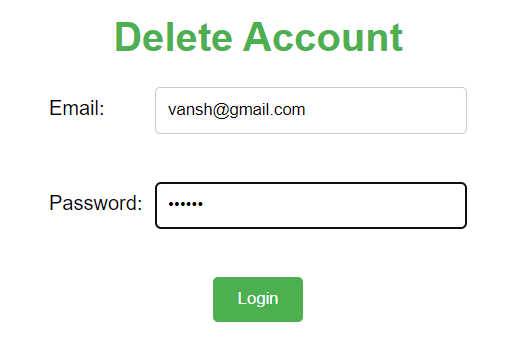 Delete Account
Email: vansh@gmail.com
Password: ••••••
Login